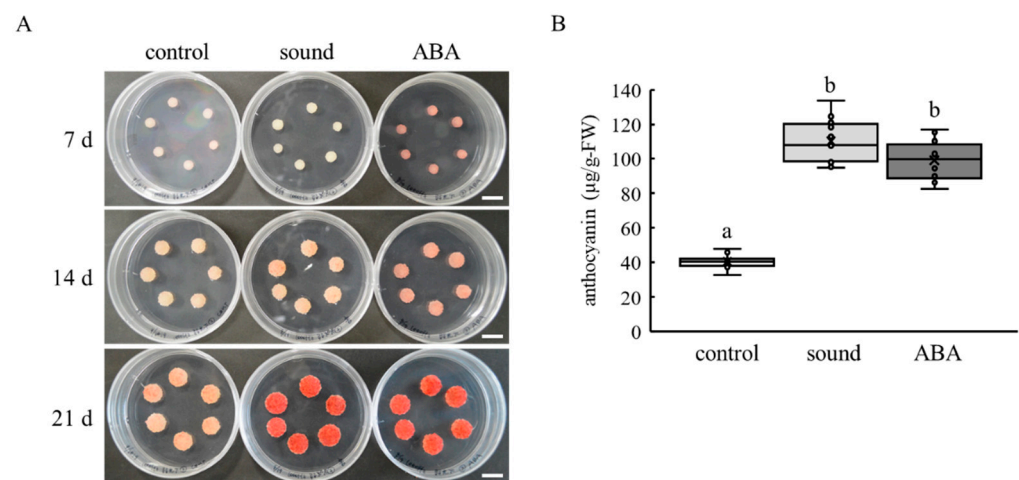 A
control sound ABA
7 d
14 d
21 d
B
anthocyanin (μg/g-FW)
140
120
100
80
60
40
20
0
a
b
b
control sound ABA